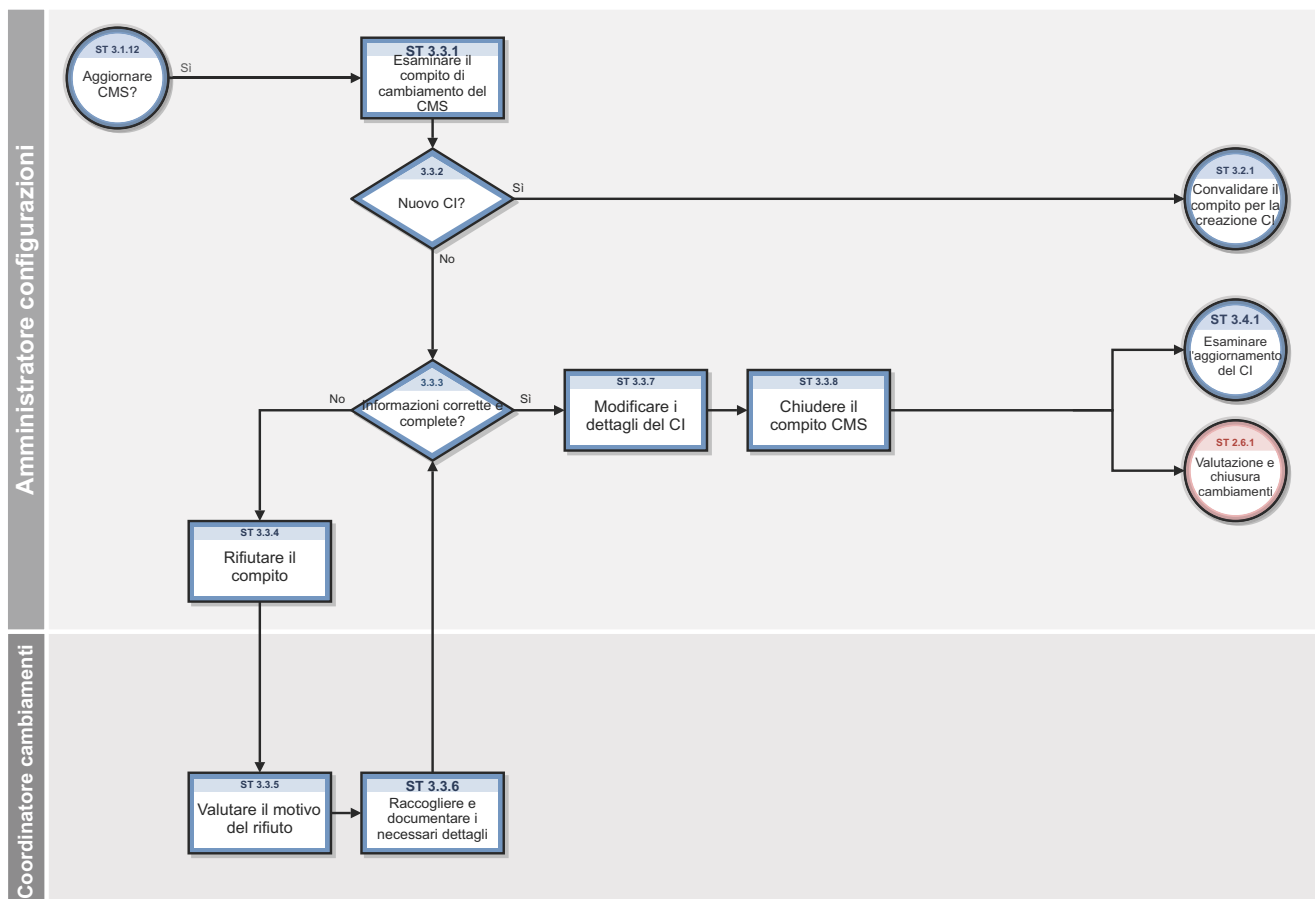 Amministratore configurazioni
ST 3.1.12
Aggiornare
CMS?
Sì
ST 3.3.1
Esaminare il
compito di
cambiamento del
CMS
3.3.2
Nuovo CI?
Sì
No
ST 3.2.1
Convalidare il
compito per la
creazione CI
ST 3.4.1
Esaminare
l'aggiornamento
del CI
3.3.3
Informazioni corrette e
complete?
No
Sì
ST 3.3.7
Modificare i
dettagli del CI
ST 3.3.8
Chiudere il
compito CMS
ST 2.6.1
Valutazione e
chiusura
cambiamenti
ST 3.3.4
Rifiutare il
compito
Coordinatore cambiamenti
ST 3.3.5
Valutare il motivo
del rifiuto
ST 3.3.6
Raccogliere e
documentare i
necessari dettagli